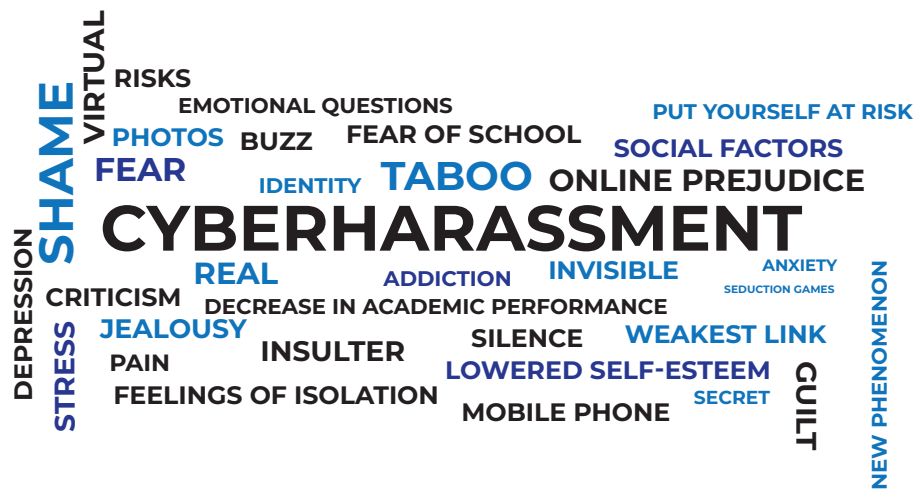 VIRTUAL
RISKS
EMOTIONAL QUESTIONS
PUT YOURSELF AT RISK
SHAME
PHOTOS
BUZZ
FEAR OF SCHOOL
SOCIAL FACTORS
FEAR
IDENTITY
TABOO
ONLINE PREJUDICE
CYBERHARASSMENT
DEPRESSION
REAL
ADDICTION
INVISIBLE
ANXIETY
SEDUCTION GAMES
CRITICISM
DECREASE IN ACADEMIC PERFORMANCE
NEW PHENOMENON
STRESS
JEALOUSY
INSULTER
SILENCE
WEAKEST LINK
PAIN
LOWERED SELF-ESTEEM
GUILT
FEELINGS OF ISOLATION
MOBILE PHONE
SECRET